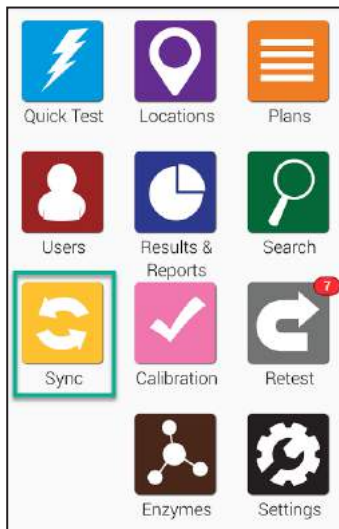 Quick Test
Locations
Plans
Users
Results &
Reports
Search
7
Sync
Calibration
Retest
Enzymes
Settings